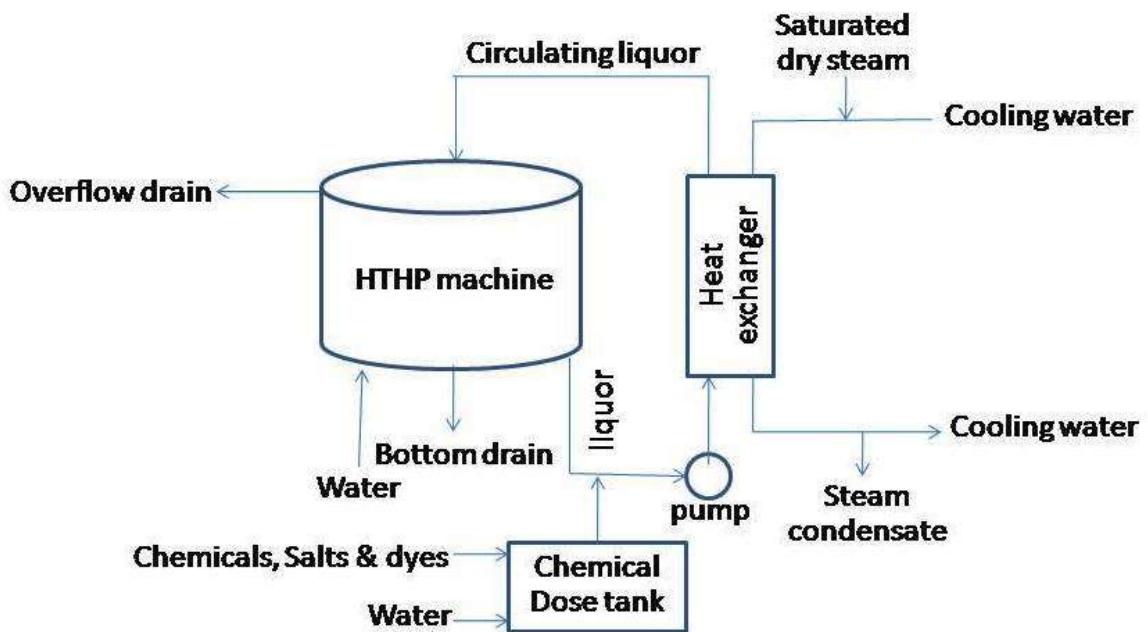 Saturated
dry steam
Circulating liquor
Cooling water
Overflow drain
HTHP machine
Heat
exchanger
liquor
Cooling water
Bottom drain
Water
pump
Steam
condensate
Chemicals, Salts & dyes
Chemical
Dose tank
Water